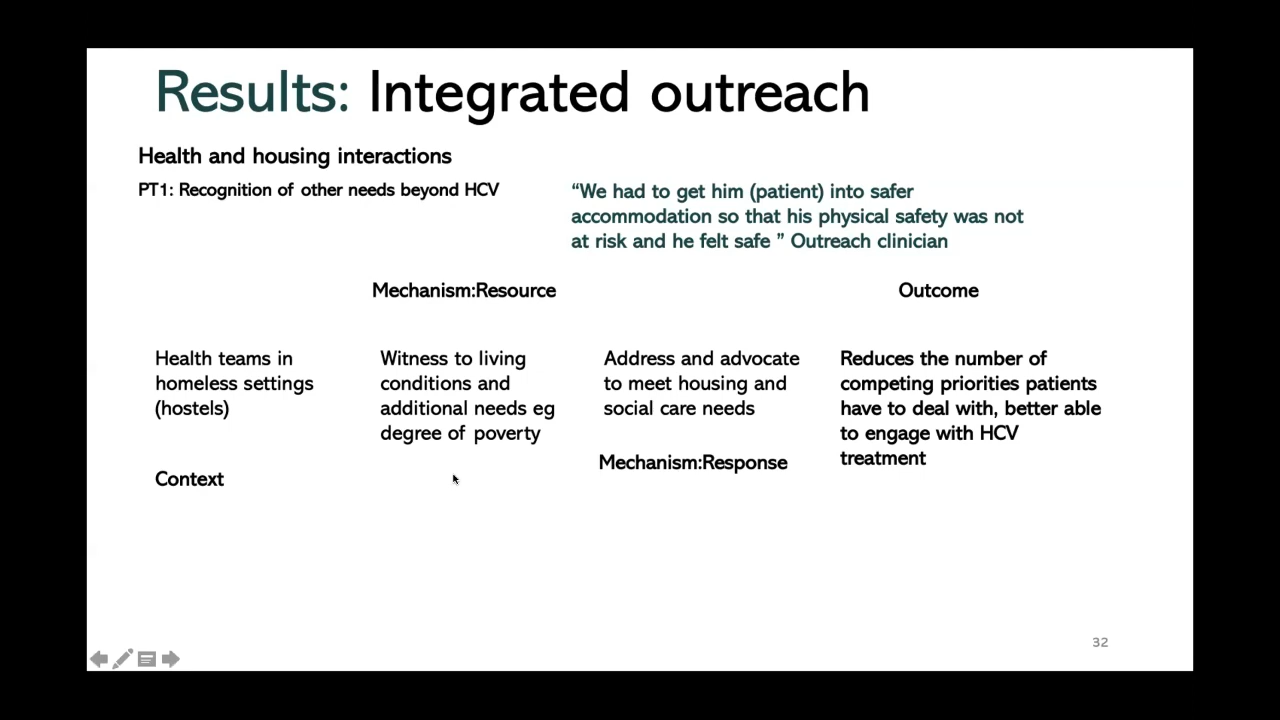 Results: Integrated outreach
Health and housing interactions
PT1: Recognition of other needs beyond HCV
“We had to get him (patient) into safer
accommodation so that his physical safety was not
at risk and he felt safe ” Outreach clinician
Mechanism:Resource
Outcome
Health teams in
homeless settings
(hostels)
Context
Witness to living
conditions and
additional needs eg
degree of poverty
Address and advocate
to meet housing and
social care needs
Mechanism:Response
Reduces the number of
competing priorities patients
have to deal with, better able
to engage with HCV
treatment
32